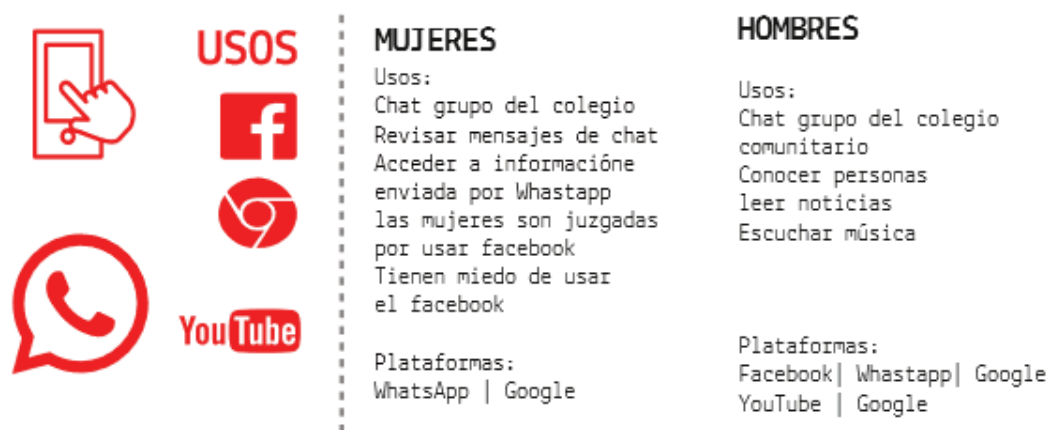 USOS
f
You Tube
MUJERES
Usos:
Chat grupo del colegio
Revisar mensajes de chat
Acceder a informacióne
enviada por Whastapp
las mujeres son juzgadas
por usar facebook
Tienen miedo de usar
el facebook
Plataformas:
WhatsApp | Google
HOMBRES
Usos:
Chat grupo del colegio
comunitario
Conocer personas
leer noticias
Escuchar música
Plataformas:
Facebook| Whastapp| Google
YouTube | Google